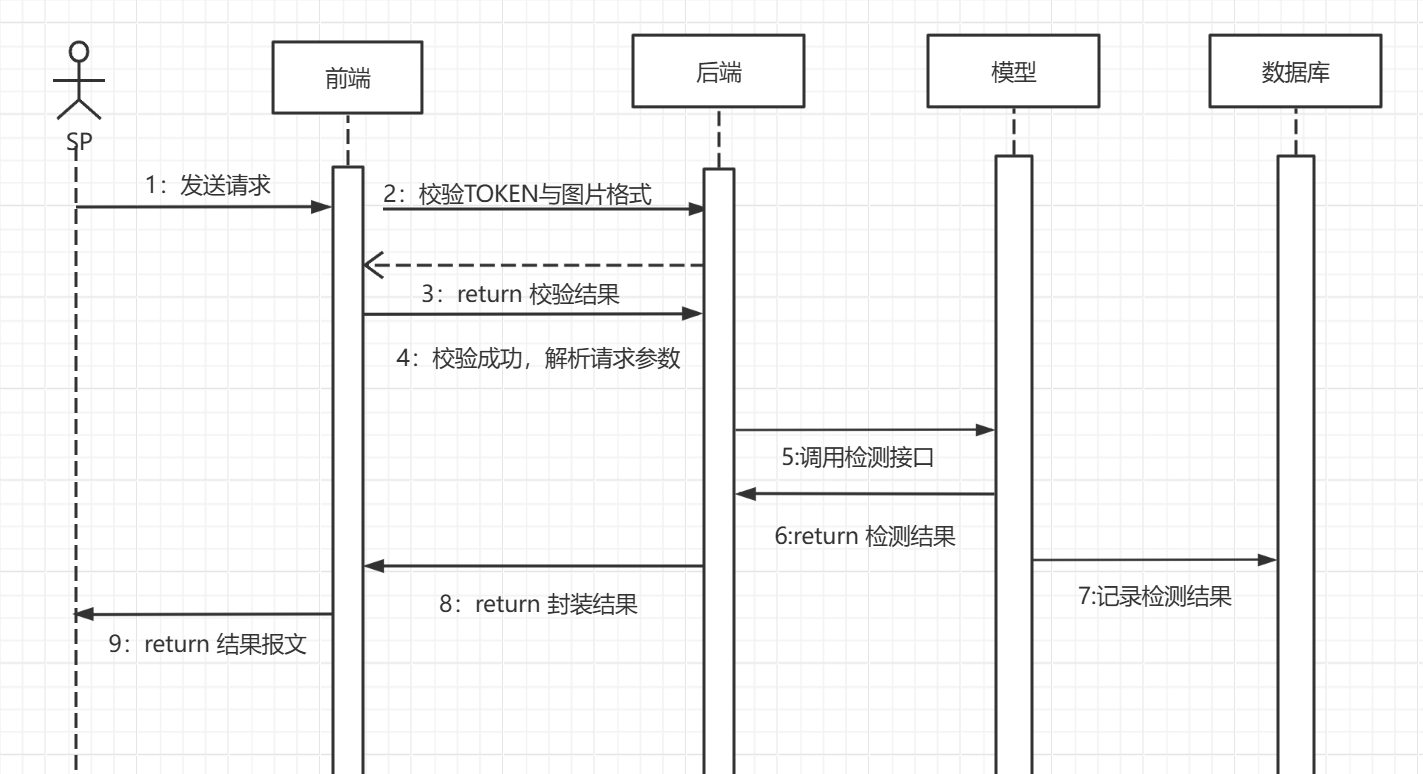 前端
后端
模型
数据库
SP
1：发送请求
2：校验TOKEN与图片格式
3：return 校验结果
4：校验成功，解析请求参数
5:调用检测接口
6:return 检测结果
7:记录检测结果
8：return 封装结果
9：return 结果报文